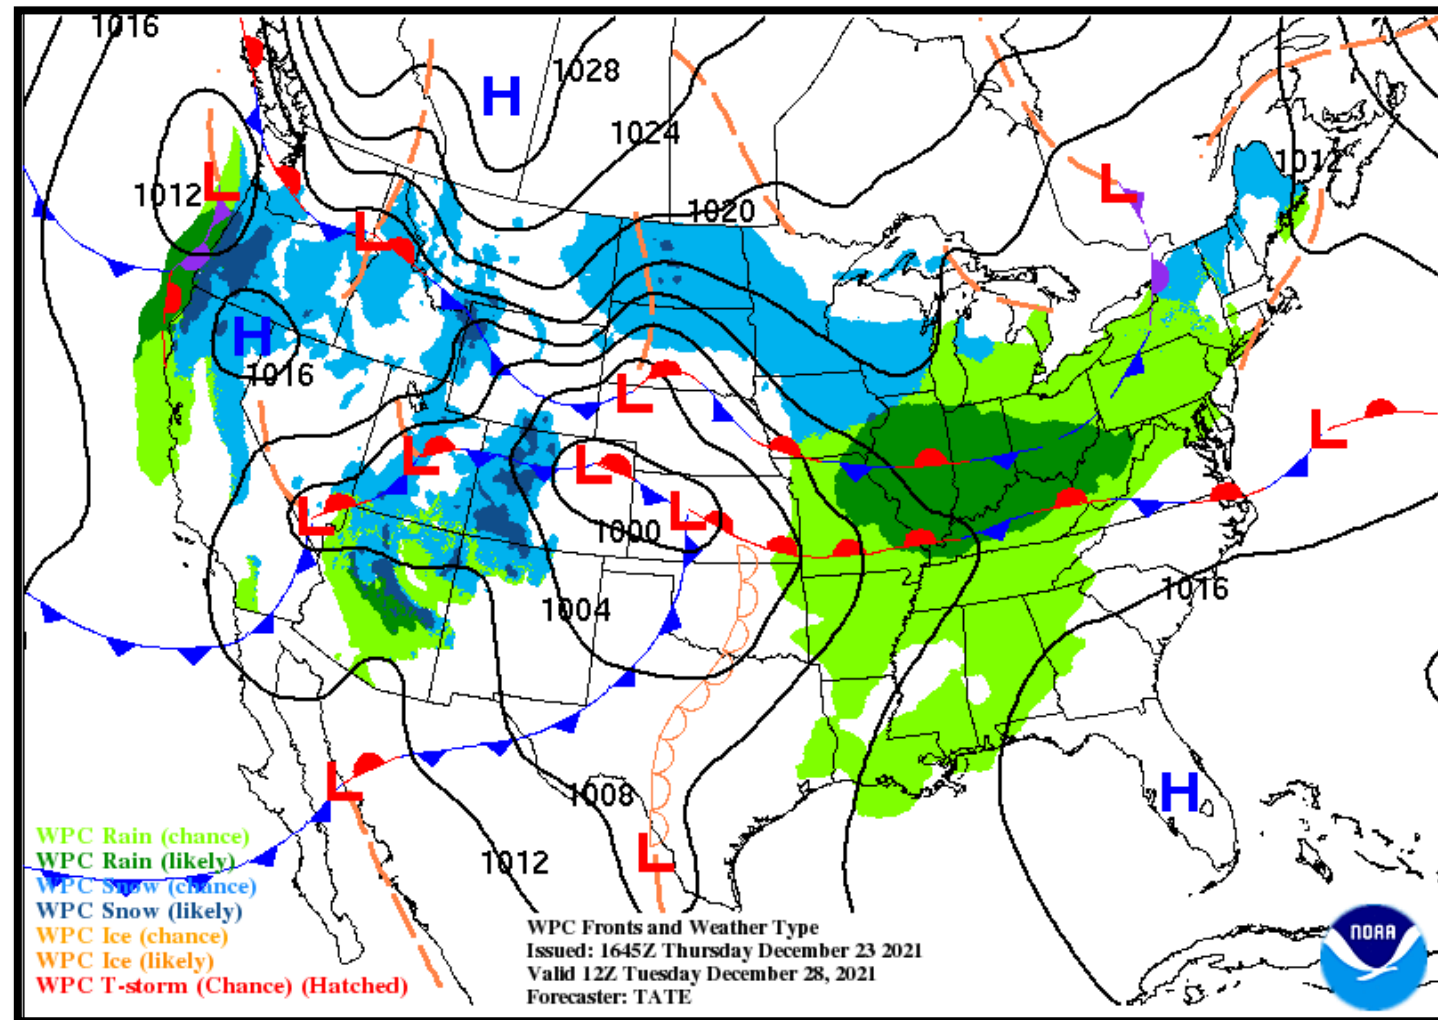 1016
H
1028
1024
L
1012
L
1012
1020
L
H
1016
L
L
L
L
L
1000
L
1004
1016
L
1008
H
L
1012
WPC Rain (chance)
WPC Rain (likely)
WPC Snow (chance)
WPC Snow (likely)
WPC Ice (chance)
WPC Ice (likely)
WPC T-storm (Chance) (Hatched)
WPC Fronts and Weather Type
Issued: 1645Z Thursday December 23 2021
Valid 12Z Tuesday December 28, 2021
Forecaster: TATE
NOAA